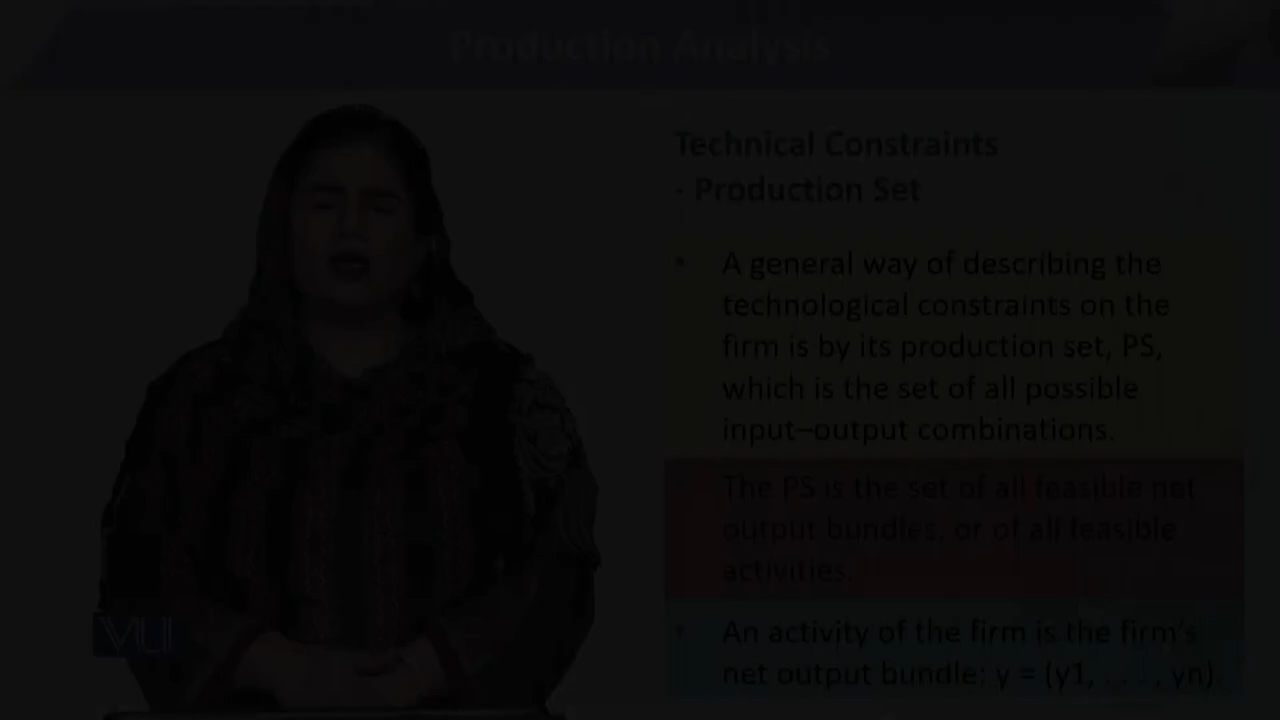 Production Analysis
Technical Constraints
- Production Set
• A general way of describing the
technological constraints on the
firm is by its production set, PS,
which is the set of all possible
input–output combinations.
The PS is the set of all feasible net
output bundles, or of all feasible
activities.
• An activity of the firm is the firm's
net output bundle: y = (y1, . . . , yn).
VU